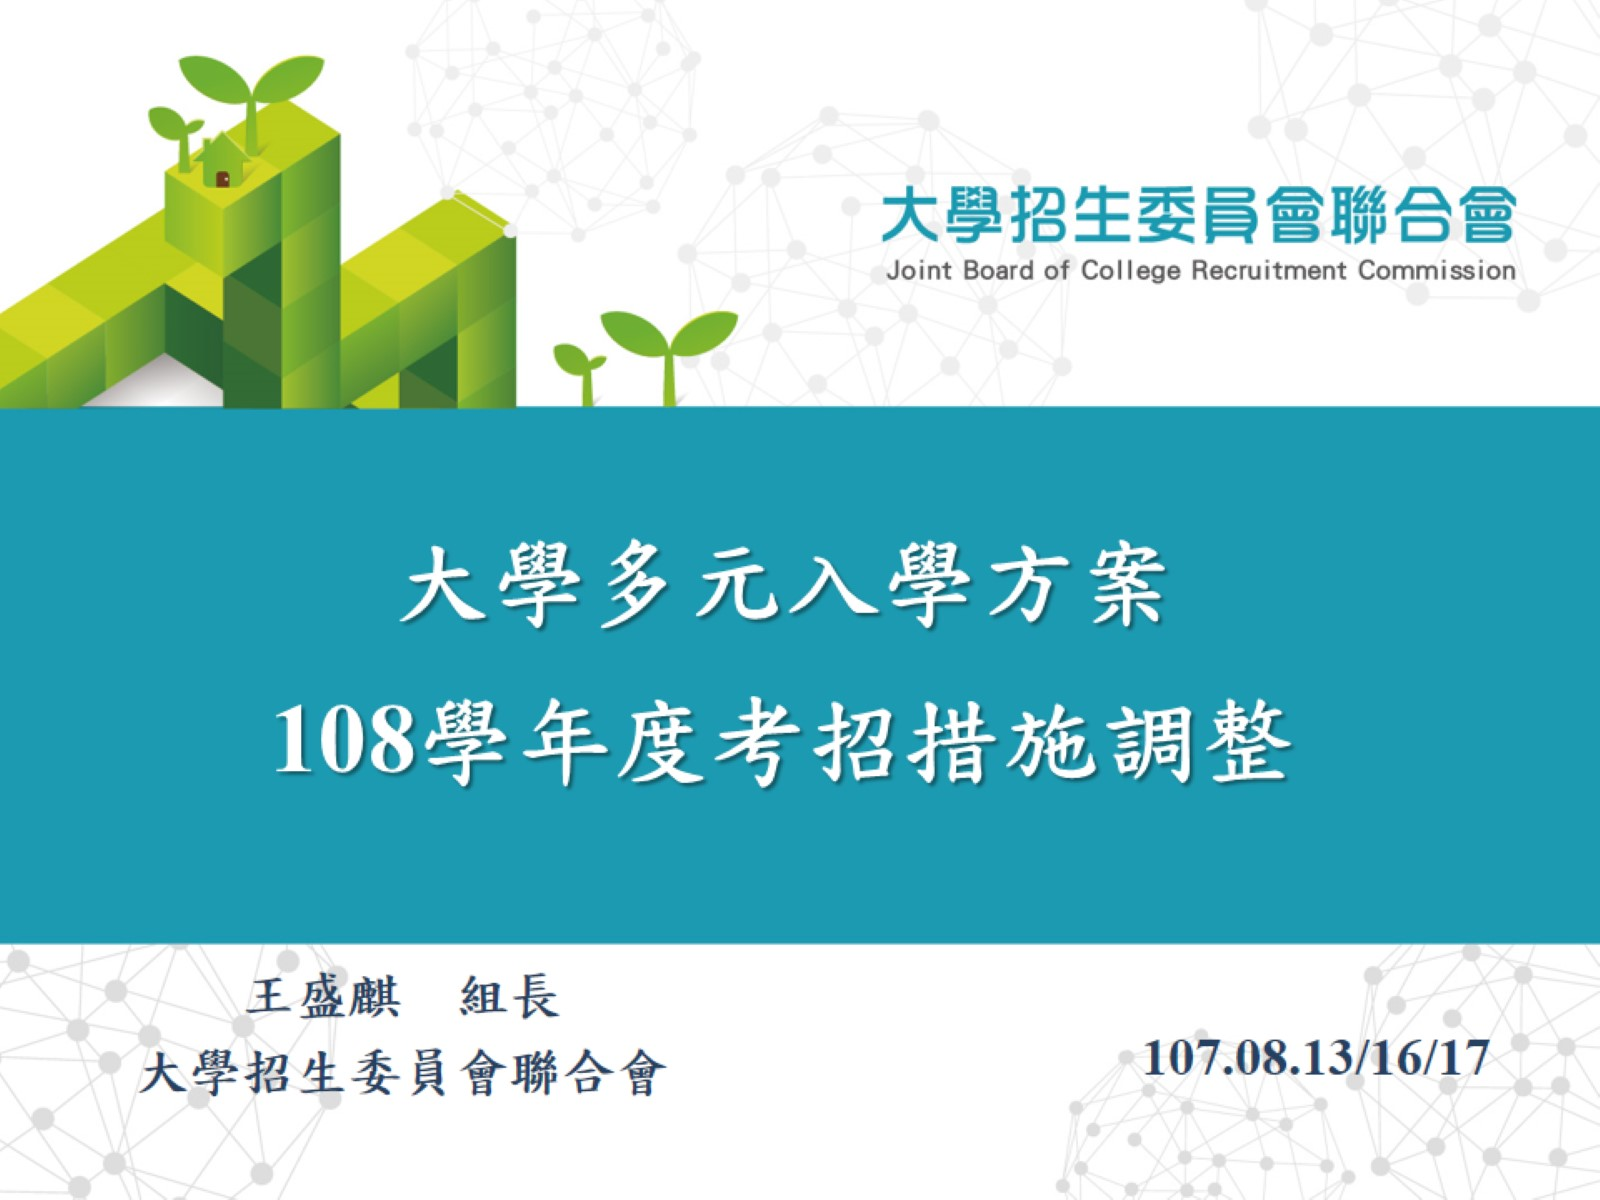 大學招生委員會聯合會
Joint Board of College Recruitment Commission
大學多元入學方案
108學年度考招措施調整
王盛麒　組長
大學招生委員會聯合會
107.08.13/16/17